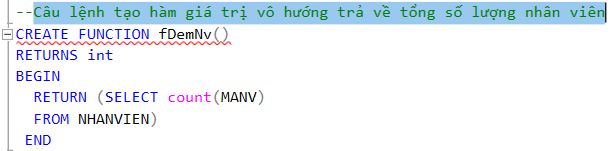 --Câu lệnh tạo hàm giá trị vô hướng trả về tổng số lượng nhân viên
CREATE FUNCTION fDemNv()
RETURNS int
BEGIN
RETURN (SELECT count(MANV)
FROM NHANVIEN)
END